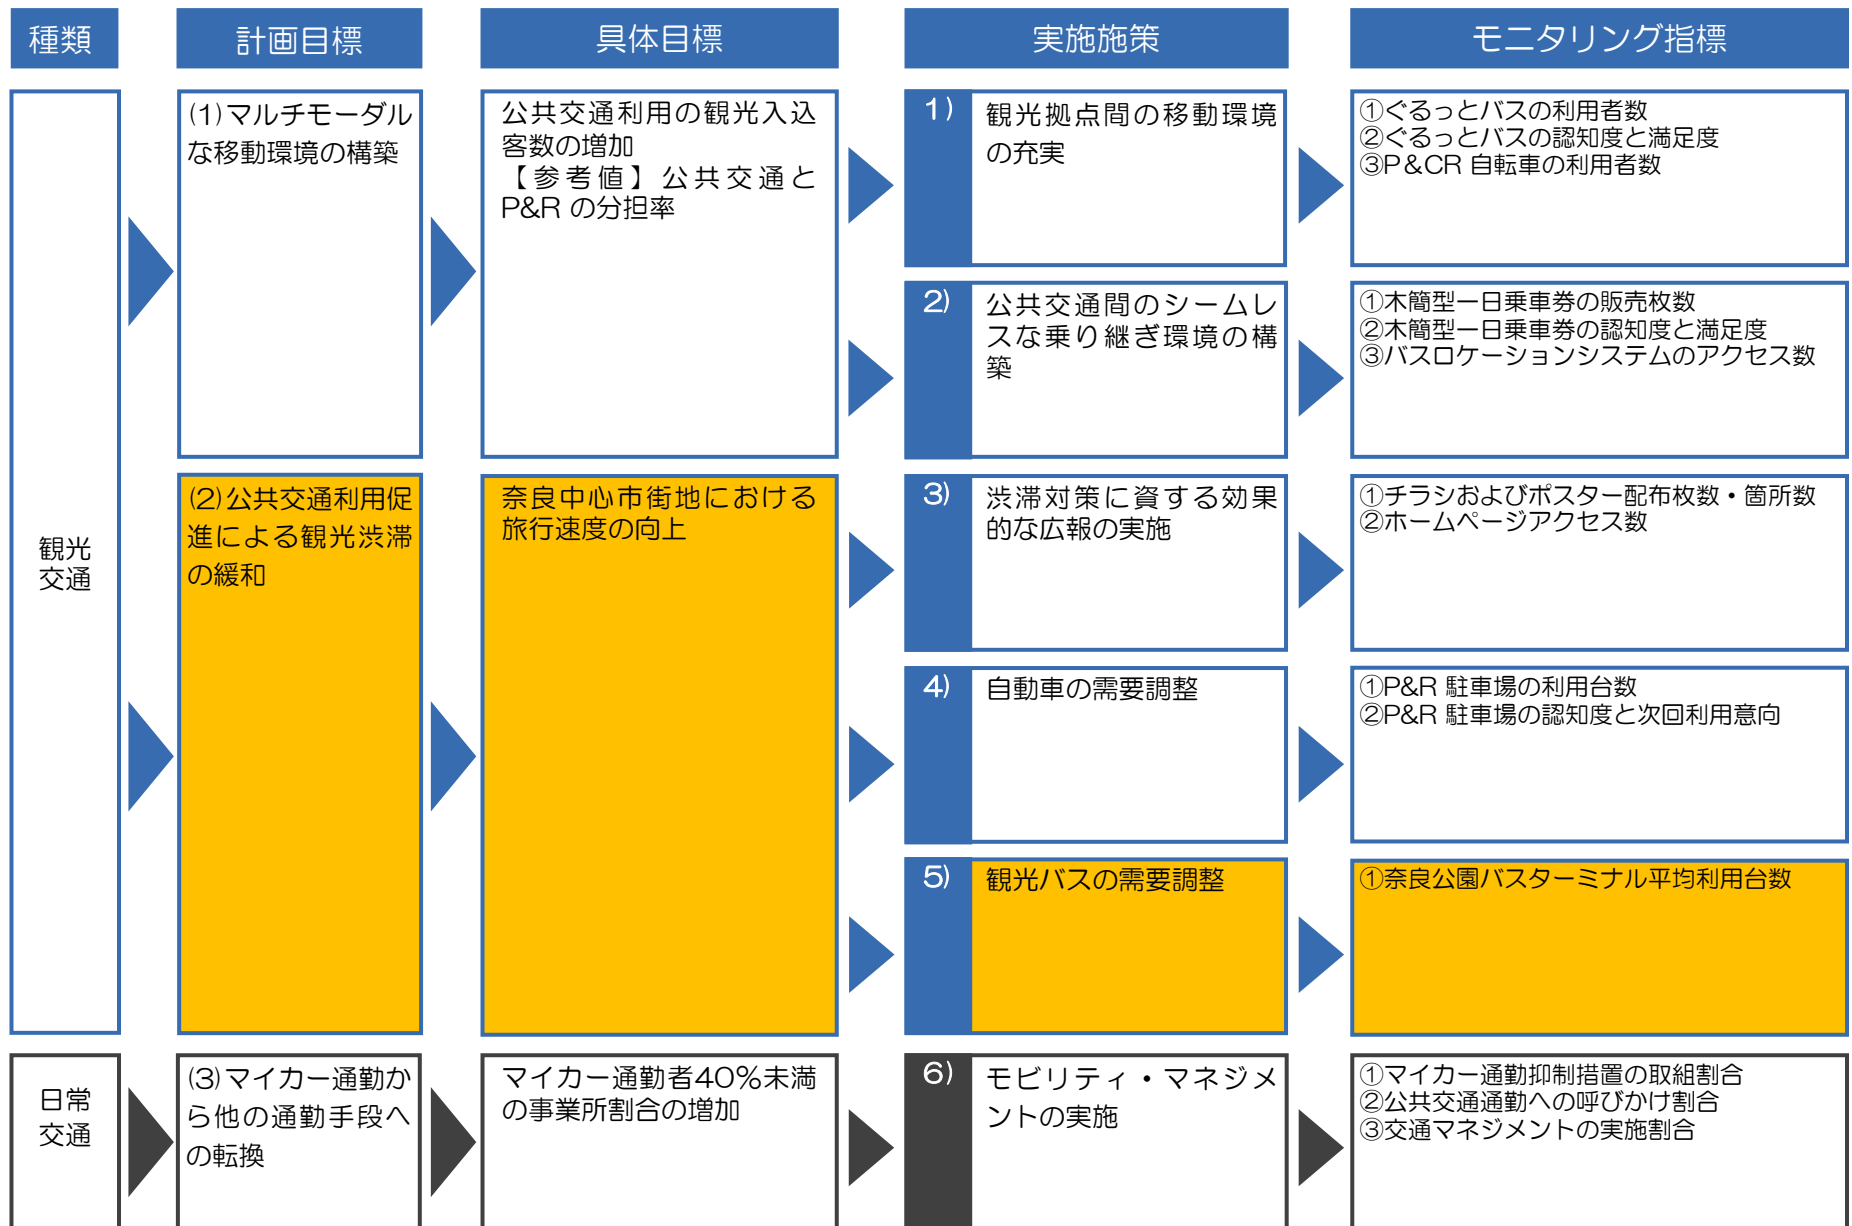 種類
計画目標
具体目標
実施施策
モニタリング指標
観光
交通
(1)マルチモーダル
な移動環境の構築
公共交通利用の観光入込
客数の増加
【参考値】公共交通と
P&R の分担率
1)
観光拠点間の移動環境
の充実
①ぐるっとバスの利用者数
②ぐるっとバスの認知度と満足度
③P&CR 自転車の利用者数
2)
公共交通間のシームレ
スな乗り継ぎ環境の構
築
①木簡型一日乗車券の販売枚数
②木簡型一日乗車券の認知度と満足度
③バスロケーションシステムのアクセス数
(2)公共交通利用促
進による観光渋滞
の緩和
奈良中心市街地における
旅行速度の向上
3)
渋滞対策に資する効果
的な広報の実施
①チラシおよびポスター配布枚数・箇所数
②ホームページアクセス数
4)
自動車の需要調整
①P&R 駐車場の利用台数
②P&R 駐車場の認知度と次回利用意向
5)
観光バスの需要調整
①奈良公園バスターミナル平均利用台数
日常
交通
(3)マイカー通勤か
ら他の通勤手段へ
の転換
マイカー通勤者40%未満
の事業所割合の増加
6)
モビリティ・マネジメ
ントの実施
①マイカー通勤抑制措置の取組割合
②公共交通通勤への呼びかけ割合
③交通マネジメントの実施割合